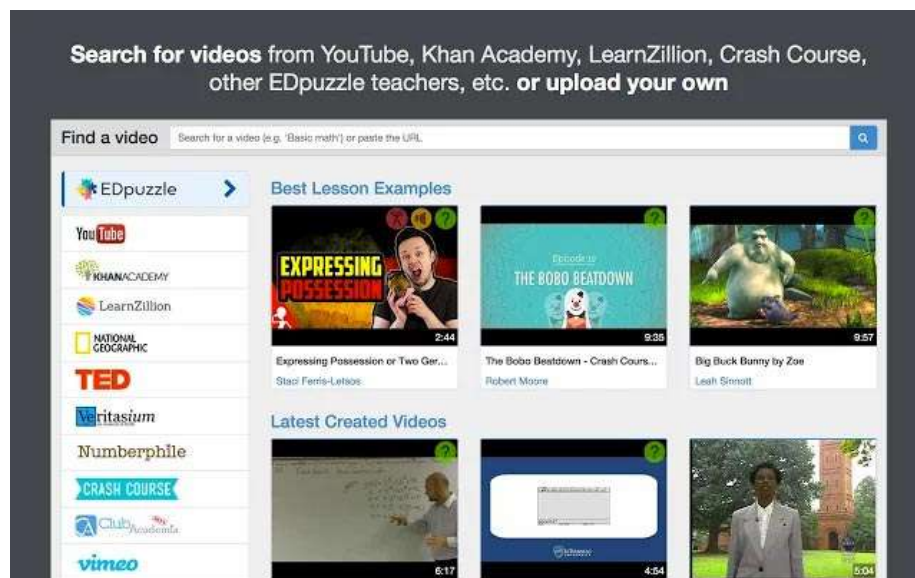 Search for videos from YouTube, Khan Academy, LearnZillion, Crash Course,
other EDpuzzle teachers, etc. or upload your own
Find a video
Search for a video (e.g. 'Basic math') or paste the URL
EDpuzzle
YouTube
KHANACADEMY
LearnZillion
NATIONAL
GEOGRAPHIC
TED
Veritasium
Numberphile
CRASH COURSE
Club Academia
vimeo
Best Lesson Examples
EXPRESSING
POSSESSION
2:44
Expressing Possession or Two Ger...
Staci Ferris-Letsos
Episode 12
THE BOBO BEATDOWN
9:35
The Bobo Beatdown - Crash Cours...
Robert Moore
9:57
Big Buck Bunny by Zoe
Leah Sinnott
Latest Created Videos
6:17
4:54
5:04